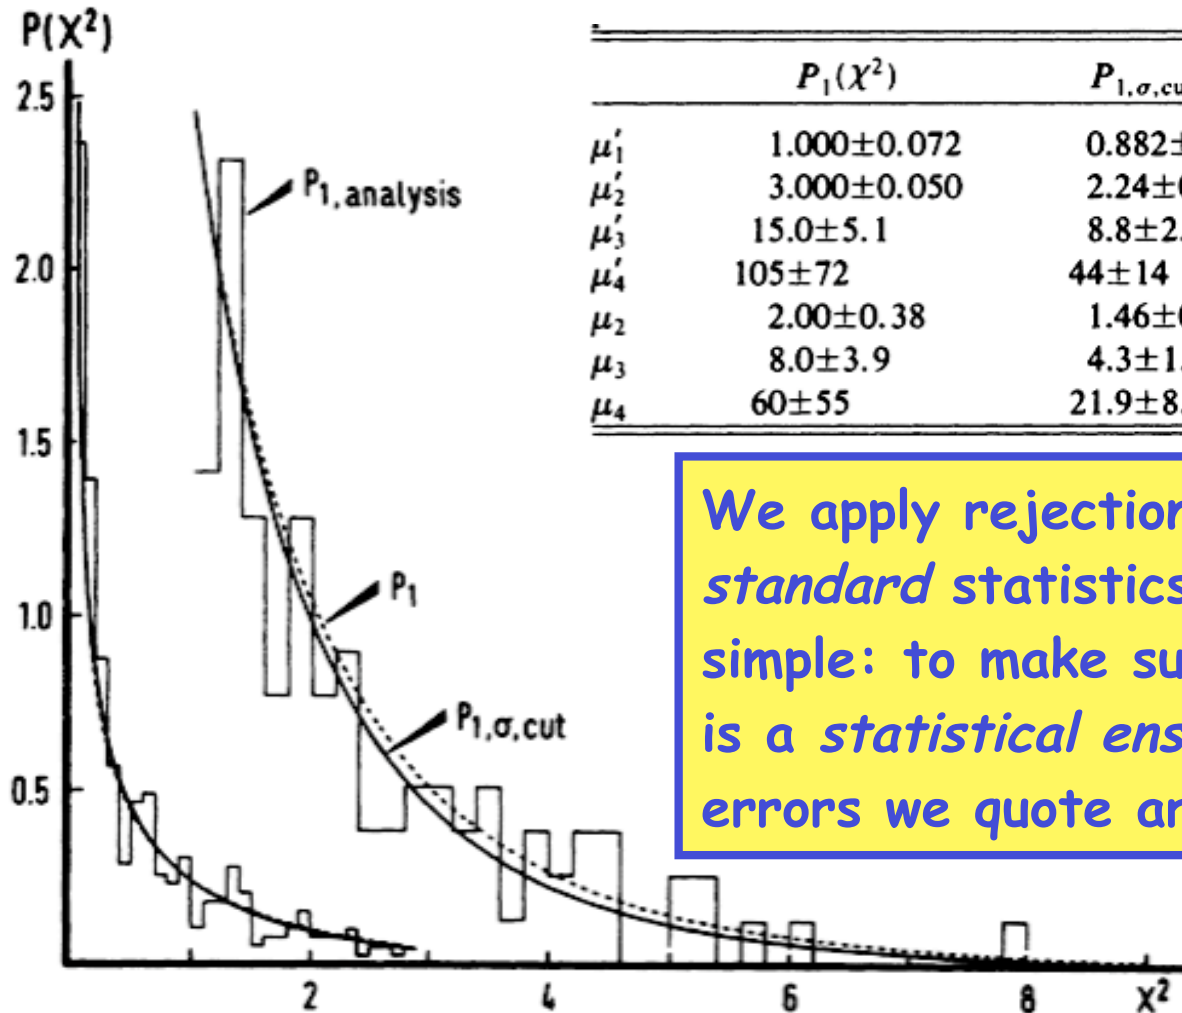 P(X²)
2.5
2.0
1.5
1.0
0.5
2 4 6 8 X²
P₁,analysis
P₁
P₁,σ,cut
P₁(χ²) P₁,σ,cu
μ′₁ 1.000±0.072 0.882±
μ′₂ 3.000±0.050 2.24±
μ′₃ 15.0±5.1 8.8±2.
μ′₄ 105±72 44±14
μ₂ 2.00±0.38 1.46±
μ₃ 8.0±3.9 4.3±1.
μ₄ 60±55 21.9±8.
We apply rejection
standard statistics
simple: to make su
is a statistical ens
errors we quote ar